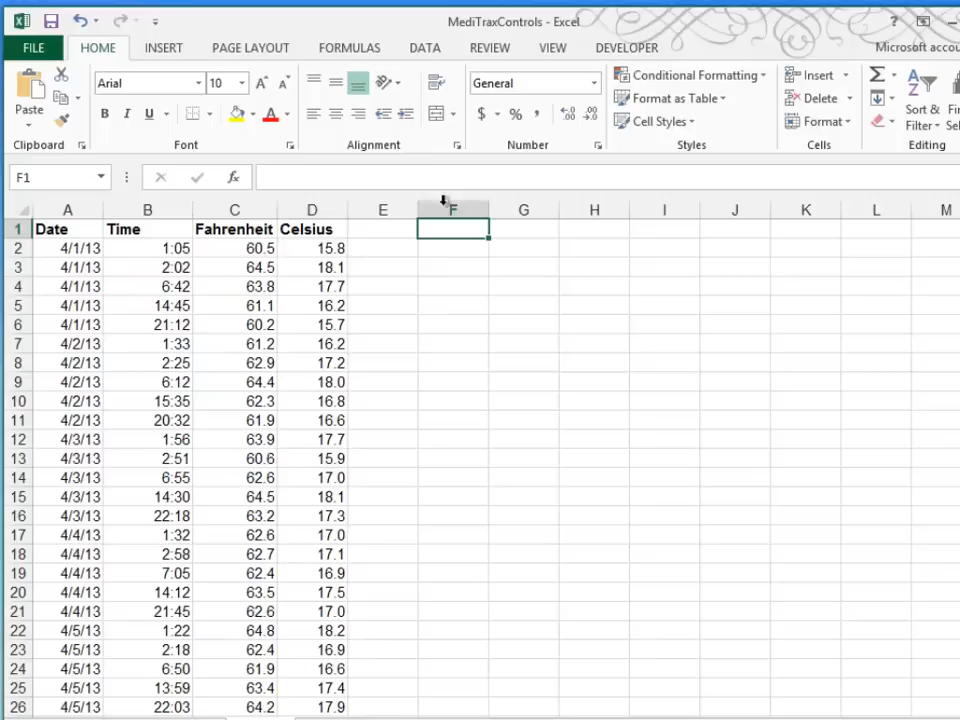 MediTraxControls - Excel
?
FILE HOME INSERT PAGE LAYOUT FORMULAS DATA REVIEW VIEW DEVELOPER Microsoft accou
Paste Arial 10 General Conditional Formatting Format as Table Cell Styles Insert Delete Format Sort & Filter
B I U A $ % ,
Clipboard Font Alignment Number Styles Cells Editing
F1 fx
A B C D E F G H I J K L M
1 Date Time Fahrenheit Celsius
2 4/1/13 1:05 60.5 15.8
3 4/1/13 2:02 64.5 18.1
4 4/1/13 6:42 63.8 17.7
5 4/1/13 14:45 61.1 16.2
6 4/1/13 21:12 60.2 15.7
7 4/2/13 1:33 61.2 16.2
8 4/2/13 2:25 62.9 17.2
9 4/2/13 6:12 64.4 18.0
10 4/2/13 15:35 62.3 16.8
11 4/2/13 20:32 61.9 16.6
12 4/3/13 1:56 63.9 17.7
13 4/3/13 2:51 60.6 15.9
14 4/3/13 6:55 62.6 17.0
15 4/3/13 14:30 64.5 18.1
16 4/3/13 22:18 63.2 17.3
17 4/4/13 1:32 62.6 17.0
18 4/4/13 2:58 62.7 17.1
19 4/4/13 7:05 62.4 16.9
20 4/4/13 14:12 63.5 17.5
21 4/4/13 21:45 62.6 17.0
22 4/5/13 1:22 64.8 18.2
23 4/5/13 2:18 62.4 16.9
24 4/5/13 6:50 61.9 16.6
25 4/5/13 13:59 63.4 17.4
26 4/5/13 22:03 64.2 17.9